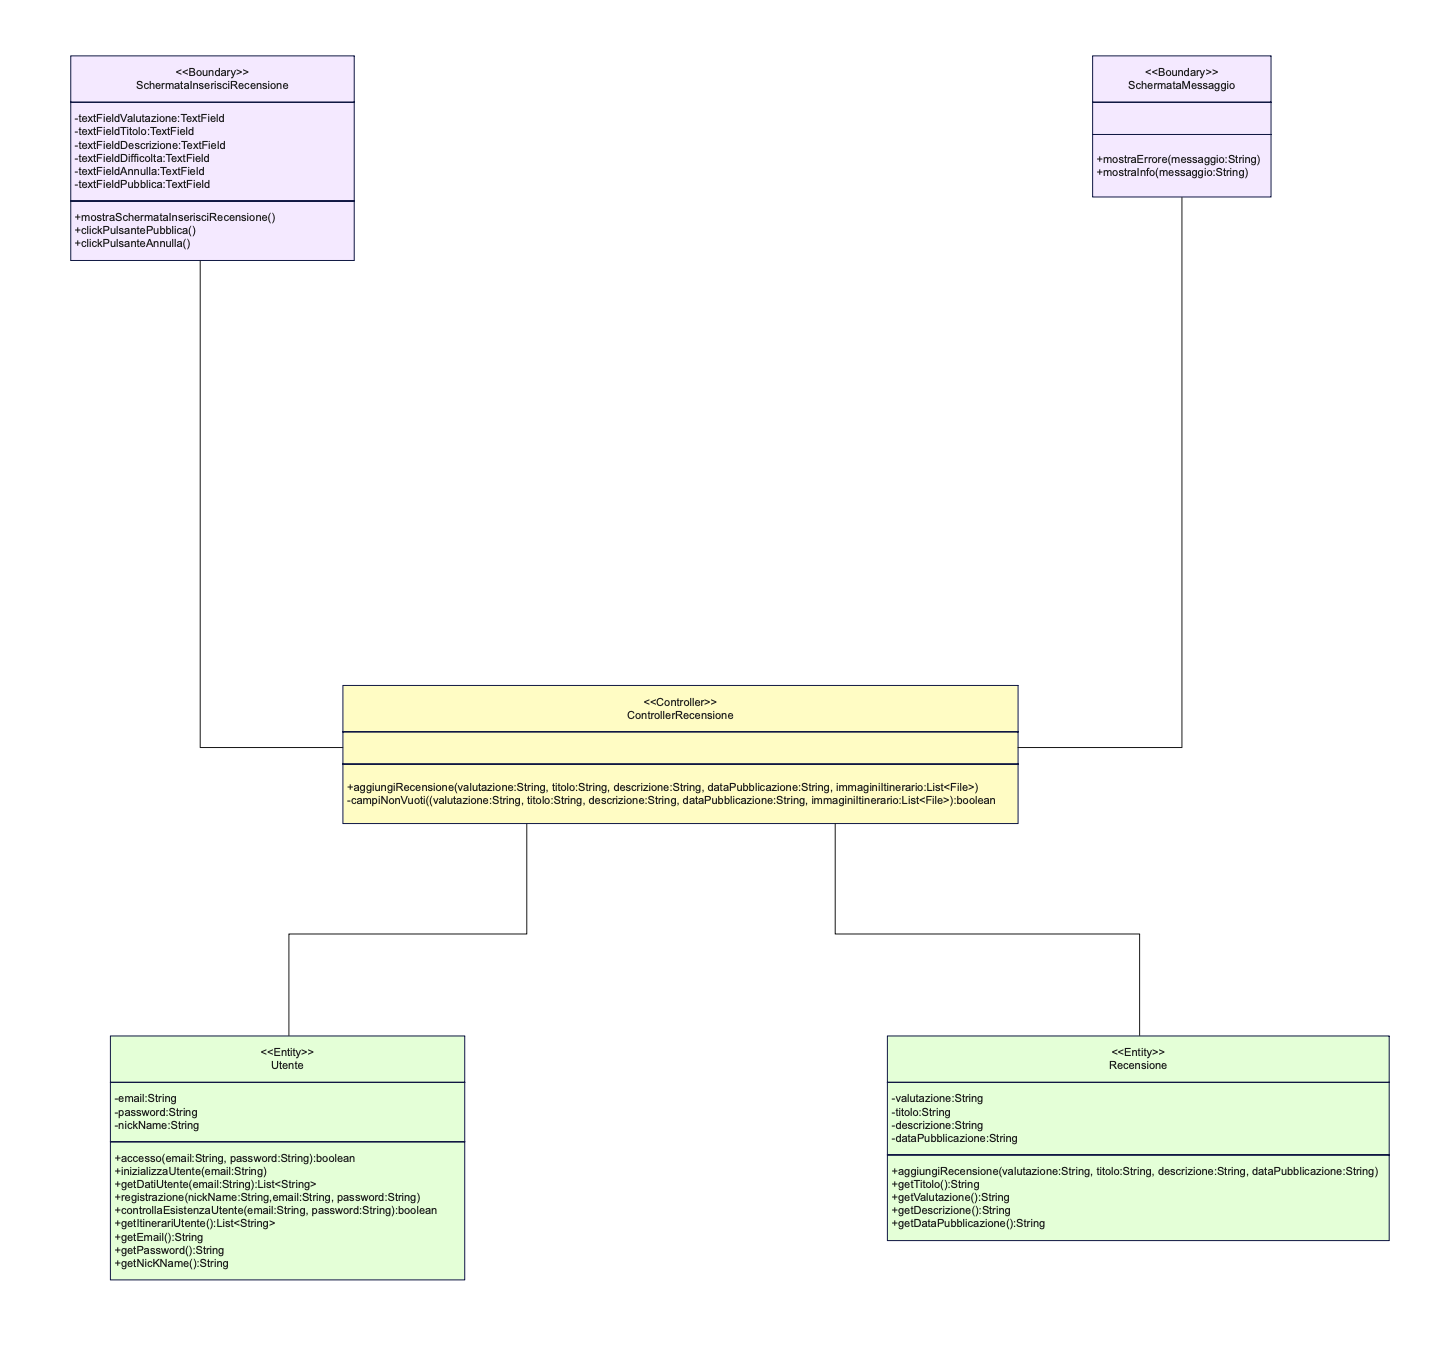 <<Boundary>>
SchermataInserisciRecensione
-textFieldValutazione:TextField
-textFieldTitolo:TextField
-textFieldDescrizione:TextField
-textFieldDifficolta:TextField
-textFieldAnnulla:TextField
-textFieldPubblica:TextField
+mostraSchermataInserisciRecensione()
+clickPulsantePubblica()
+clickPulsanteAnnulla()
<<Boundary>>
SchermataMessaggio
+mostraErrore(messaggio:String)
+mostraInfo(messaggio:String)
<<Controller>>
ControllerRecensione
+aggiungiRecensione(valutazione:String, titolo:String, descrizione:String, dataPubblicazione:String, immaginiItinerario:List<File>)
-campiNonVuoti((valutazione:String, titolo:String, descrizione:String, dataPubblicazione:String, immaginiItinerario:List<File>):boolean
<<Entity>>
Utente
-email:String
-password:String
-nickName:String
+accesso(email:String, password:String):boolean
+inizializzaUtente(email:String)
+getDatiUtente(email:String):List<String>
+registrazione(nickName:String,email:String, password:String)
+controllaEsistenzaUtente(email:String, password:String):boolean
+getItinerariUtente():List<String>
+getEmail():String
+getPassword():String
+getNicKName():String
<<Entity>>
Recensione
-valutazione:String
-titolo:String
-descrizione:String
-dataPubblicazione:String
+aggiungiRecensione(valutazione:String, titolo:String, descrizione:String, dataPubblicazione:String)
+getTitolo():String
+getValutazione():String
+getDescrizione():String
+getDataPubblicazione():String